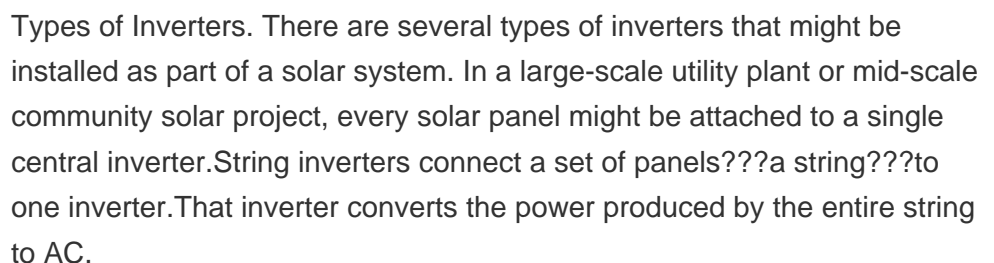 Types of Inverters. There are several types of inverters that might be
installed as part of a solar system. In a large-scale utility plant or mid-scale
community solar project, every solar panel might be attached to a single
central inverter.String inverters connect a set of panels???a string???to
one inverter.That inverter converts the power produced by the entire string
to AC.